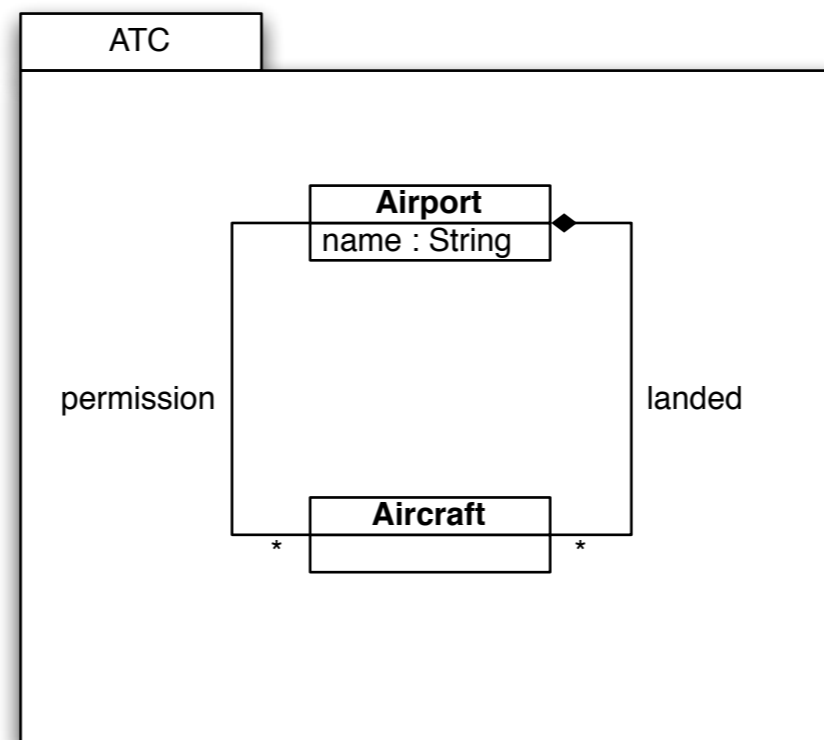 ATC
Airport
name : String
permission
landed
Aircraft
* *